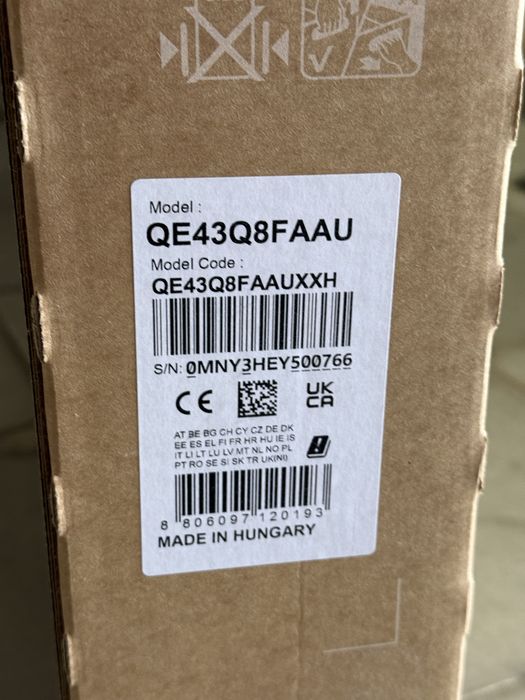 Model :
QE43Q8FAAU
Model Code :
QE43Q8FAAUXXH
S/N: 0MNY3HEY500766
CE UK CA
AT BE BG CH CY CZ DE DK
EE ES EL FI FR HR HU IE IS
IT LI LT LU LV MT NL NO PL
PT RO SE SI SK TR UK(NI)
8 806097 120193
MADE IN HUNGARY